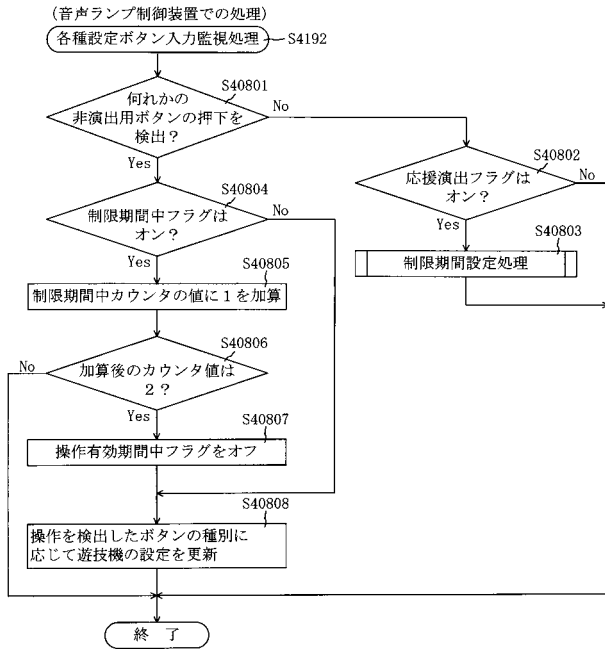 (音声ランプ制御装置での処理)
各種設定ボタン入力監視処理
S4192
S40801
何れかの
非演出用ボタンの押下を
検出?
No
Yes
S40802
応援演出フラグは
オン?
No
Yes
S40803
制限期間設定処理
S40804
制限期間中フラグは
オン?
No
Yes
S40805
制限期間中カウンタの値に1を加算
S40806
加算後のカウンタ値は
2?
No
Yes
S40807
操作有効期間中フラグをオフ
S40808
操作を検出したボタンの種別に
応じて遊技機の設定を更新
終 了